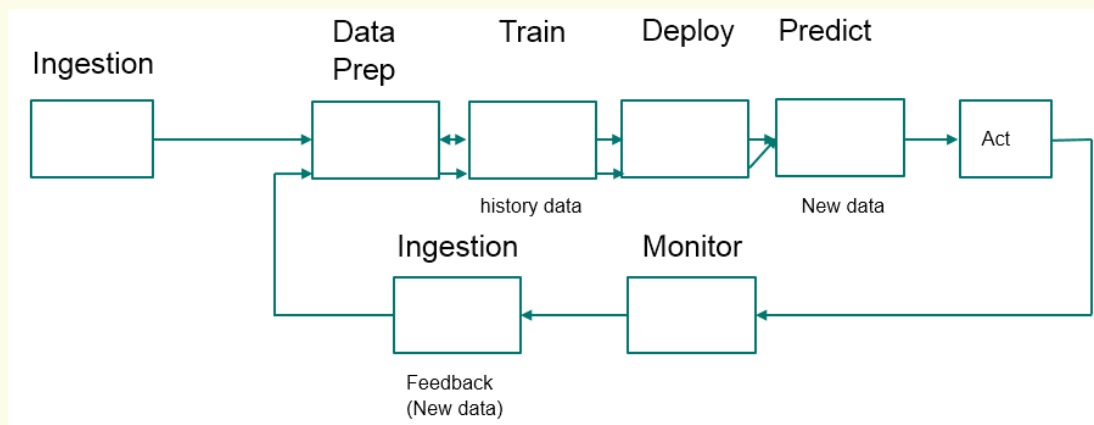 Ingestion
Data
Prep
Train
Deploy
Predict
Act
history data
New data
Ingestion
Monitor
Feedback
(New data)